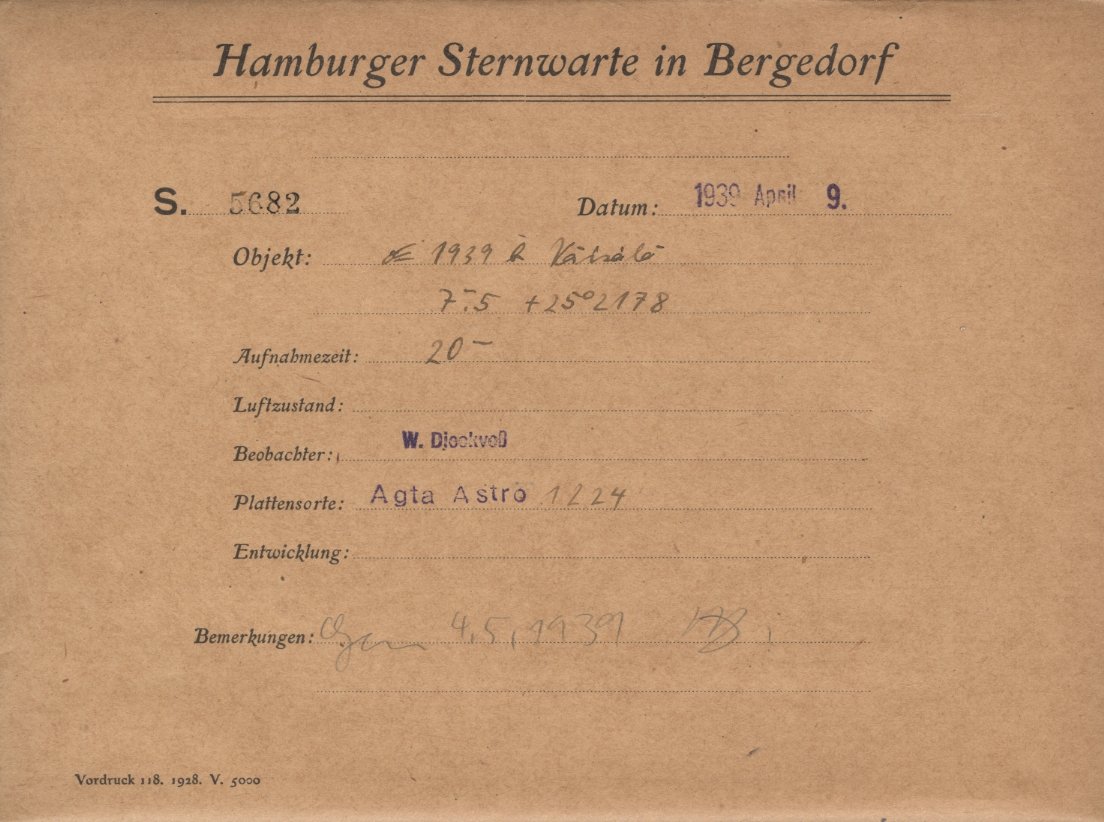 Hamburger Sternwarte in Bergedorf
S. 5682 Datum: 1939 April 9.
Objekt: 1939 Väisälä
7.5 +25°2178
Aufnahmezeit: 20
Luftzustand:
Beobachter: W. Dieckvoß
Plattensorte: Agfa Astro 1224
Entwicklung:
Bemerkungen: 4.5.1939
Vordruck 118. 1928. V. 5000